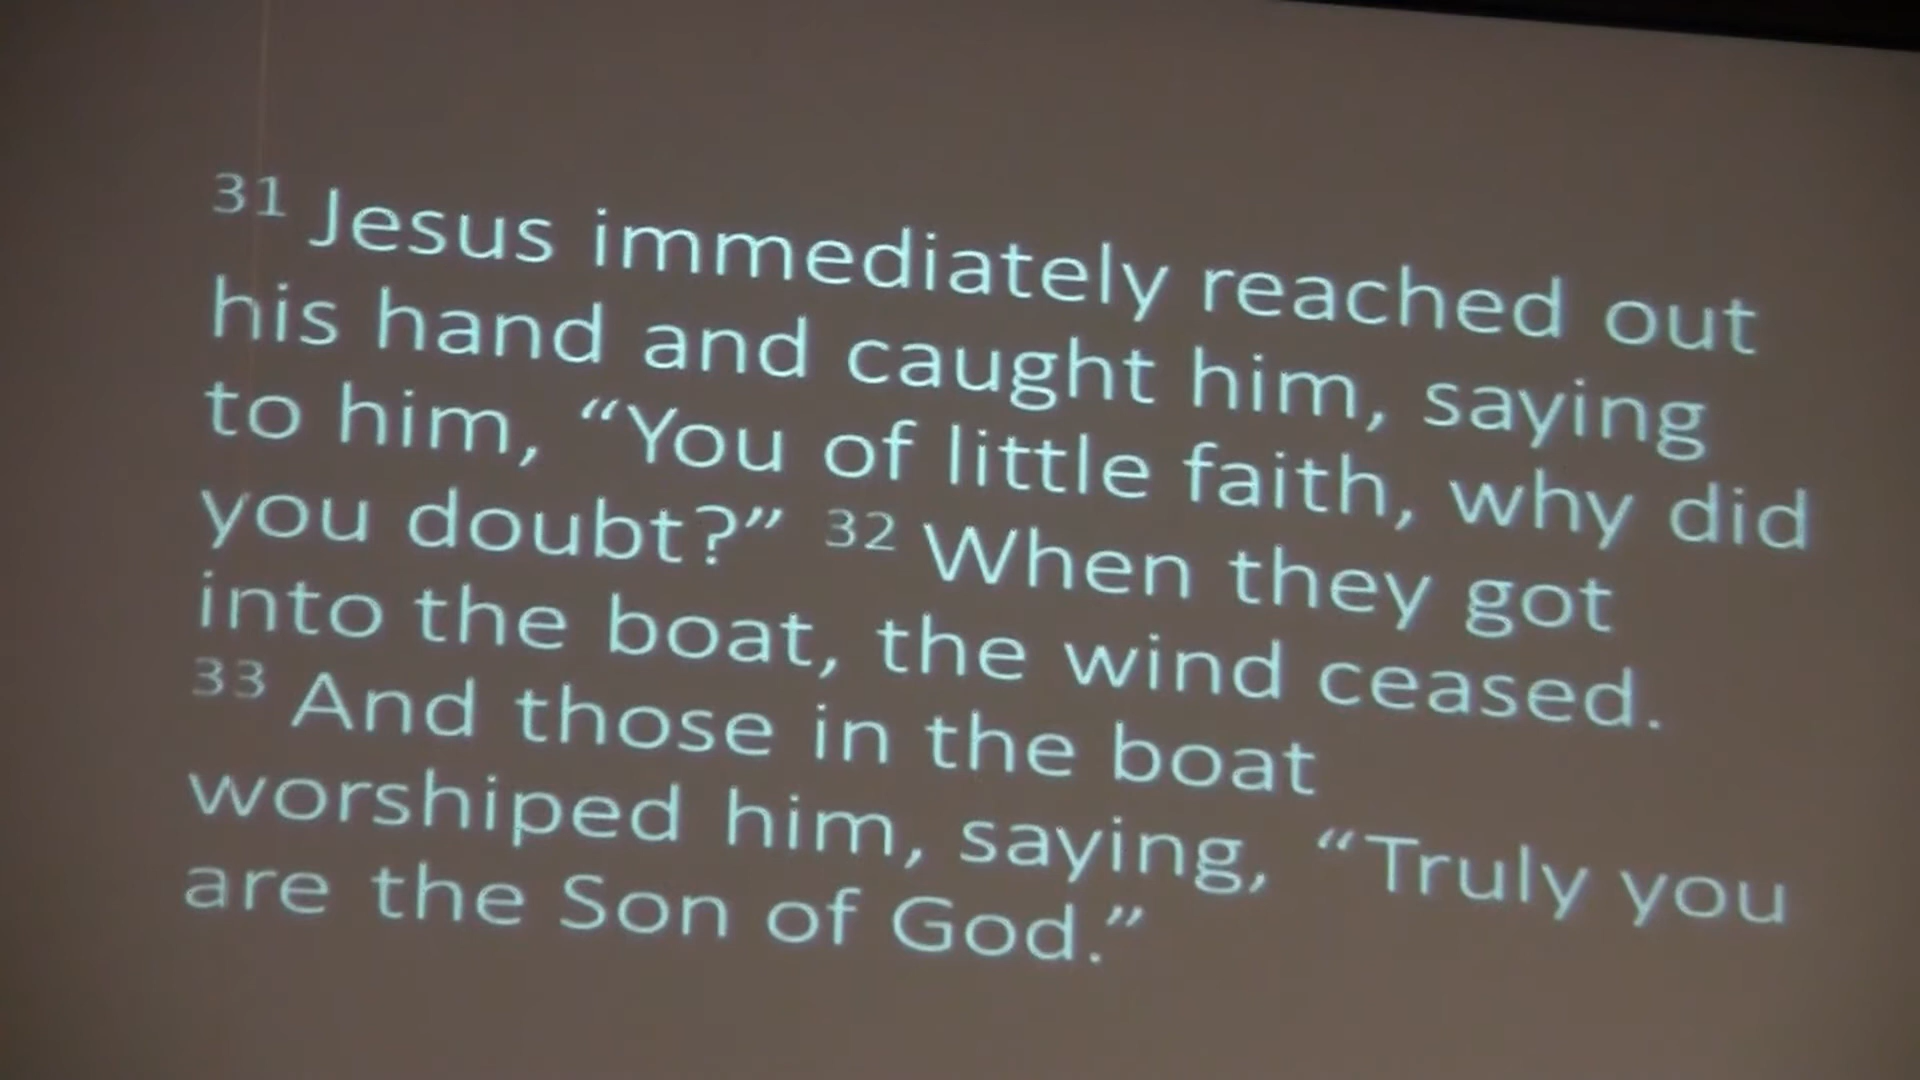 31 Jesus immediately reached out
his hand and caught him, saying
to him, “You of little faith, why did
you doubt?” 32 When they got
into the boat, the wind ceased.
33 And those in the boat
worshiped him, saying, “Truly you
are the Son of God.”